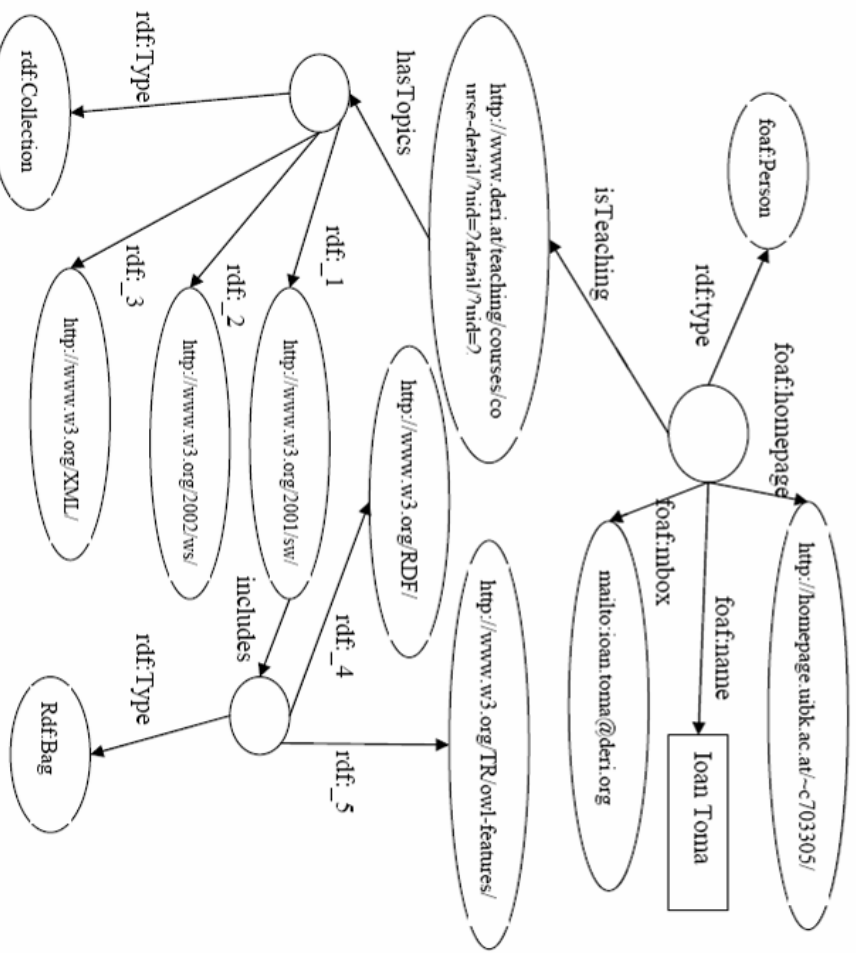 foaf:Person
rdf:type
foaf:homepage
http://homepage.uibk.ac.at/~c703305/
foaf:name
Ioan Toma
foaf:mbox
mailto:ioan.toma@deri.org
isTeaching
http://www.deri.at/teaching/courses/co
urse-detail/?uid=2detail/?uid=2.
hasTopics
http://www.w3.org/RDF/
http://www.w3.org/TR/owl-features/
rdf:_1
http://www.w3.org/2001/sw/
includes
rdf:_4
rdf:_5
rdf:_2
http://www.w3.org/2002/ws/
rdf:Type
rdf:Collection
rdf:_3
http://www.w3.org/XML/
rdf:Type
Rdf:Bag